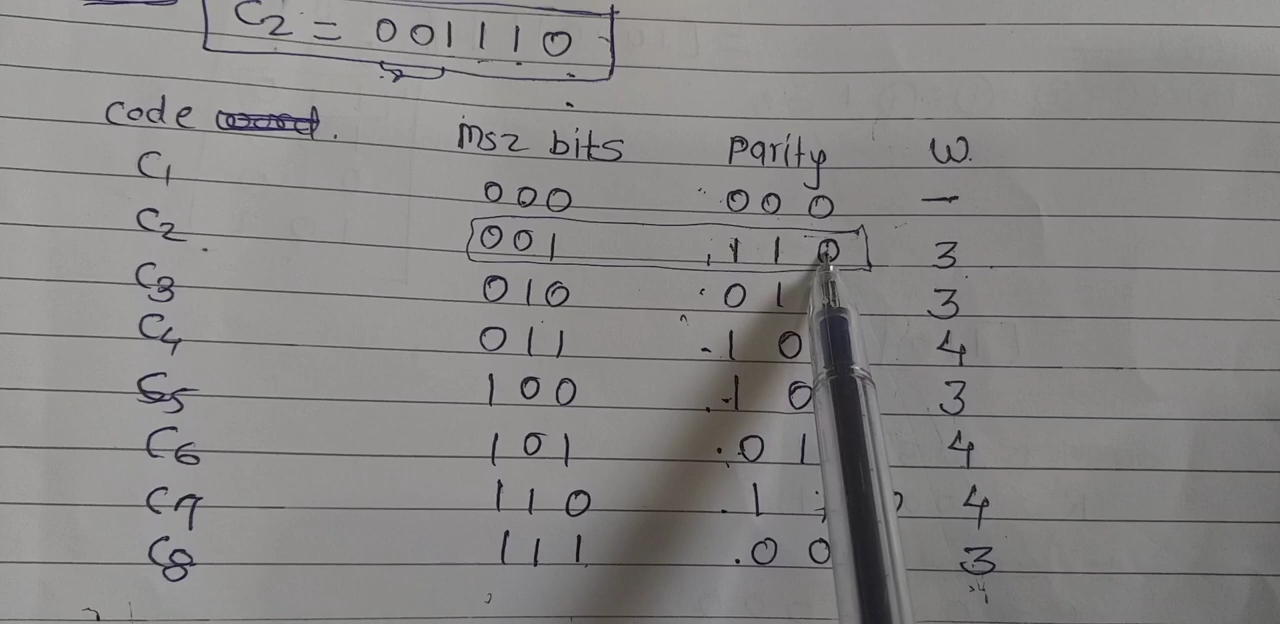 C2 = 001110
code
msz bits parity W.
C1 000 000 —
C2 001 110 3
C3 010 01 3
C4 011 10 4
C5 100 10 3
C6 101 01 4
C7 110 1 4
C8 111 00 3